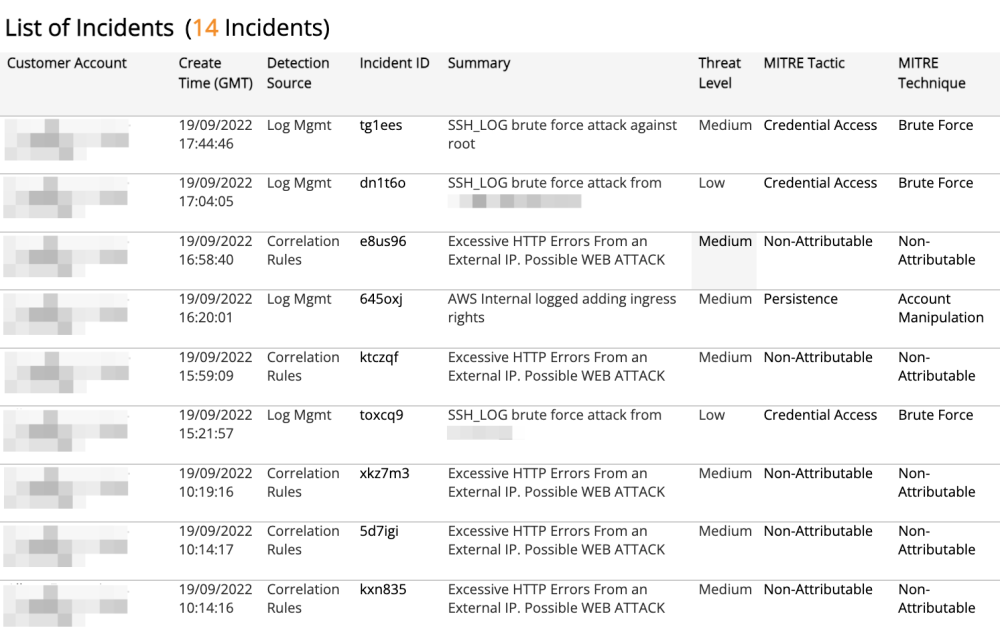 List of Incidents (14 Incidents)
Customer Account Create Time (GMT) Detection Source Incident ID Summary Threat Level MITRE Tactic MITRE Technique
19/09/2022 Log Mgmt tg1ees SSH_LOG brute force attack against Medium Credential Access Brute Force
17:44:46 root
19/09/2022 Log Mgmt dn1t6o SSH_LOG brute force attack from Low Credential Access Brute Force
17:04:05
19/09/2022 Correlation e8us96 Excessive HTTP Errors From an Medium Non-Attributable Non-
16:58:40 Rules External IP. Possible WEB ATTACK Attributable
19/09/2022 Log Mgmt 645oxj AWS Internal logged adding ingress Medium Persistence Account
16:20:01 rights Manipulation
19/09/2022 Correlation ktczqf Excessive HTTP Errors From an Medium Non-Attributable Non-
15:59:09 Rules External IP. Possible WEB ATTACK Attributable
19/09/2022 Log Mgmt toxcq9 SSH_LOG brute force attack from Low Credential Access Brute Force
15:21:57
19/09/2022 Correlation xkz7m3 Excessive HTTP Errors From an Medium Non-Attributable Non-
10:19:16 Rules External IP. Possible WEB ATTACK Attributable
19/09/2022 Correlation 5d7igi Excessive HTTP Errors From an Medium Non-Attributable Non-
10:14:17 Rules External IP. Possible WEB ATTACK Attributable
19/09/2022 Correlation kxn835 Excessive HTTP Errors From an Medium Non-Attributable Non-
10:14:16 Rules External IP. Possible WEB ATTACK Attributable